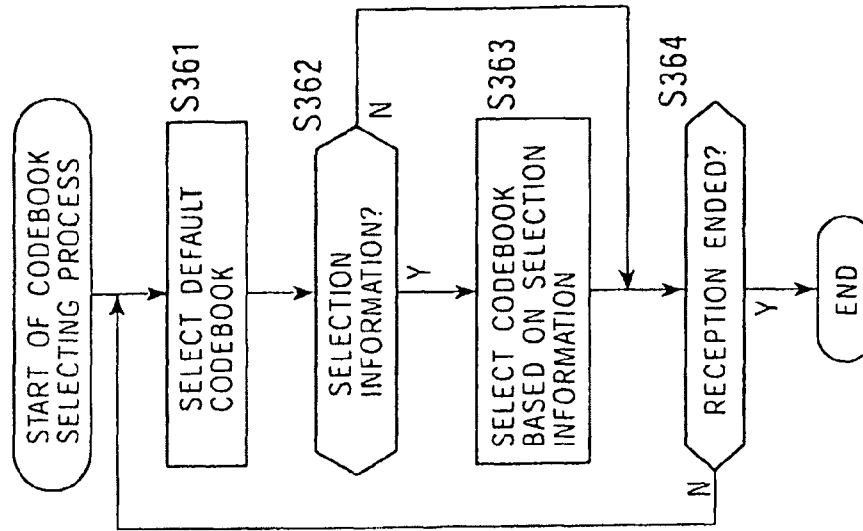 START OF CODEBOOK
SELECTING PROCESS
S361
SELECT DEFAULT
CODEBOOK
S362
SELECTION
INFORMATION?
N
Y
S363
SELECT CODEBOOK
BASED ON SELECTION
INFORMATION
S364
RECEPTION ENDED?
N
Y
END